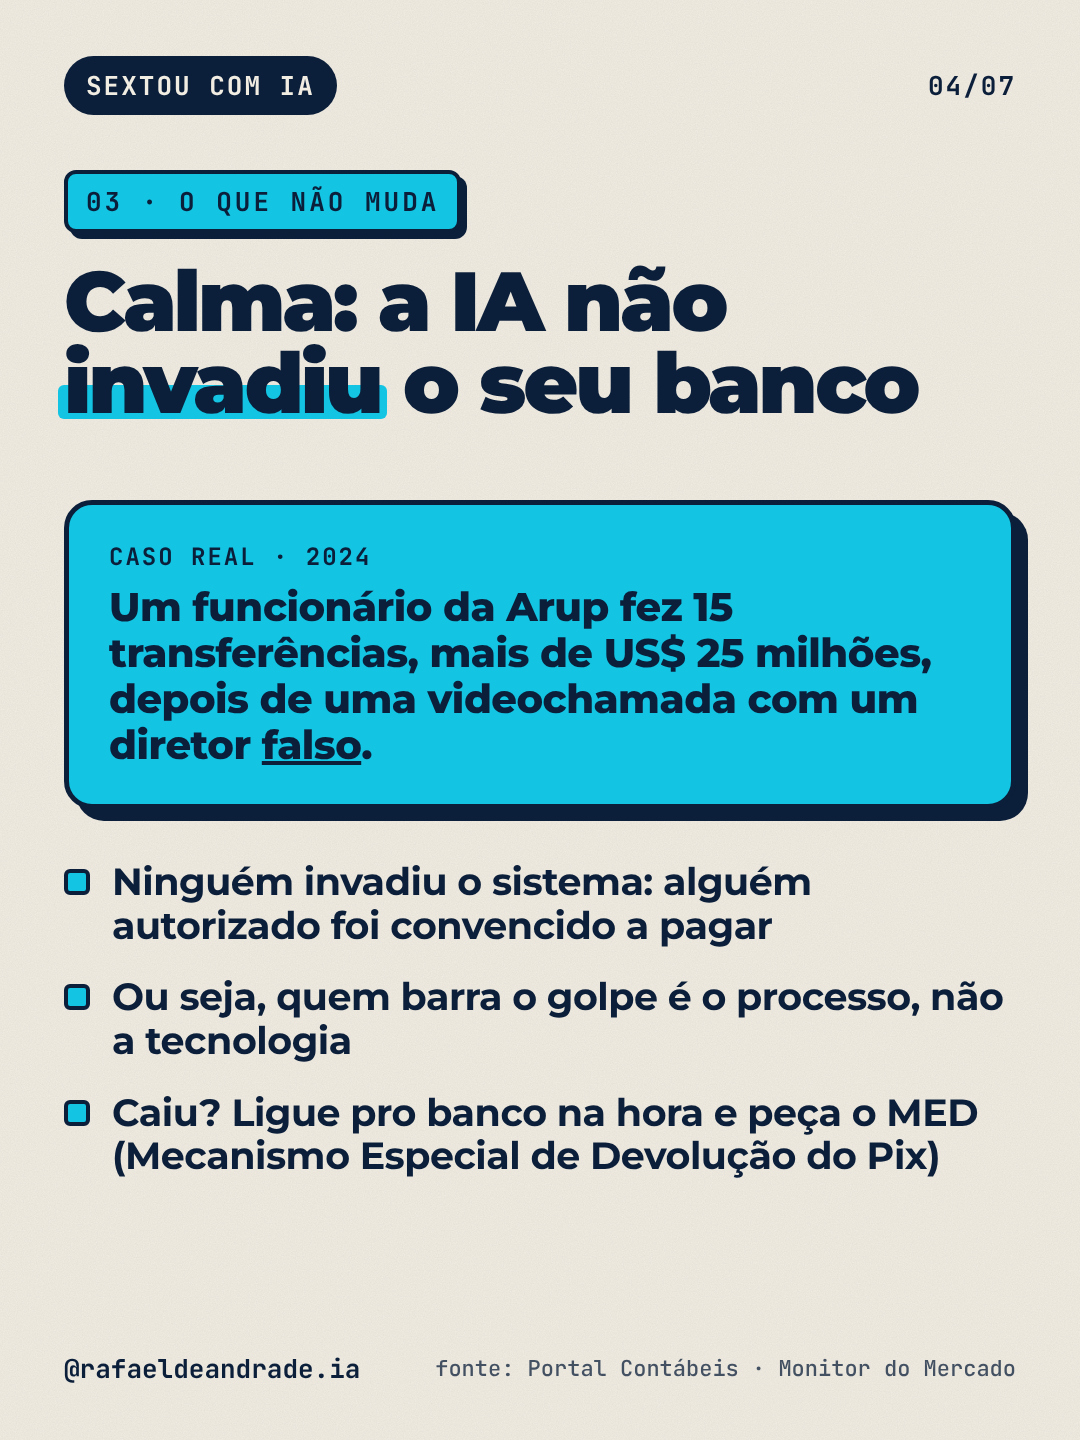 SEXTOU COM IA
04/07
03 · O QUE NÃO MUDA
Calma: a IA não
invadiu o seu banco
CASO REAL · 2024
Um funcionário da Arup fez 15
transferências, mais de US$ 25 milhões,
depois de uma videochamada com um
diretor falso.
Ninguém invadiu o sistema: alguém
autorizado foi convencido a pagar
Ou seja, quem barra o golpe é o processo, não
a tecnologia
Caiu? Ligue pro banco na hora e peça o MED
(Mecanismo Especial de Devolução do Pix)
@rafaeldeandrade.ia
fonte: Portal Contábeis · Monitor do Mercado